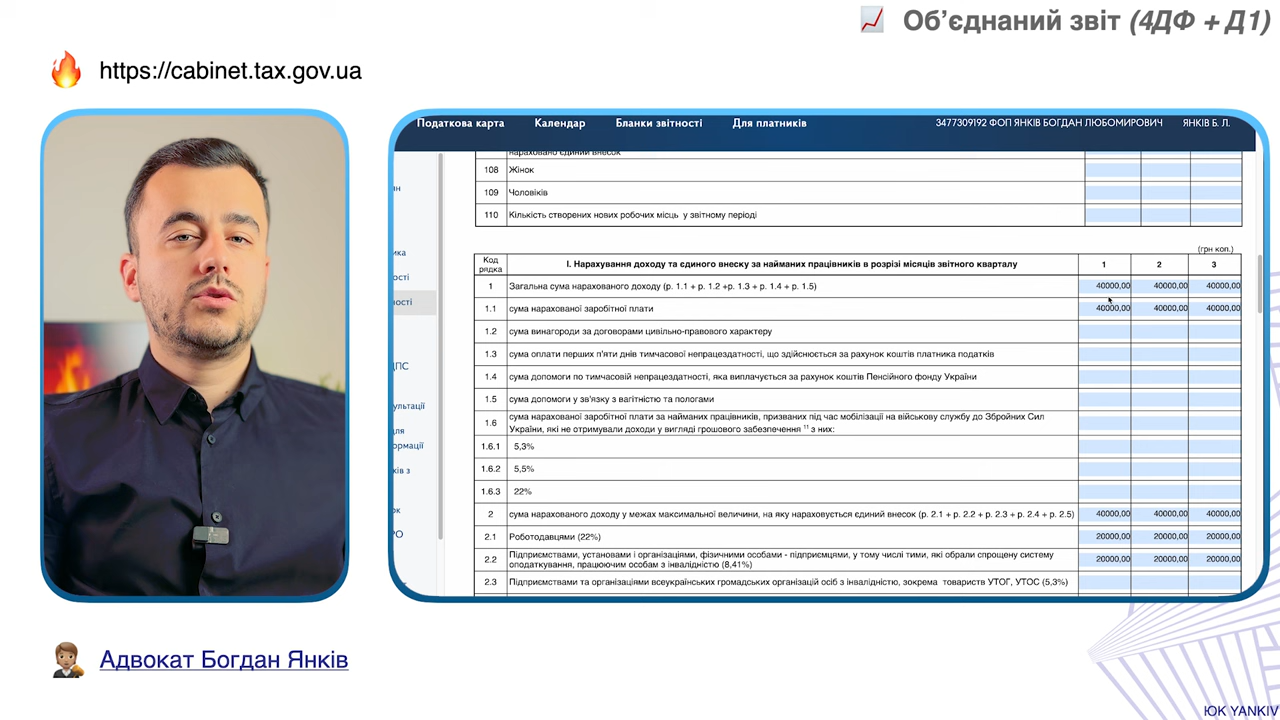 Об’єднаний звіт (4ДФ + Д1)
https://cabinet.tax.gov.ua
Податкова карта Календар Бланки звітності Для платників 3477309192 ФОП ЯНКІВ БОГДАН ЛЮБОМИРОВИЧ ЯНКІВ Б. Л.
нараховано єдиний внесок
108 Жінок
109 Чоловіків
110 Кількість створених нових робочих місць у звітному періоді
(грн коп.)
Код рядка І. Нарахування доходу та єдиного внеску за найманих працівників в розрізі місяців звітного кварталу 1 2 3
1 Загальна сума нарахованого доходу (р. 1.1 + р. 1.2 +р. 1.3 + р. 1.4 + р. 1.5) 40000,00 40000,00 40000,00
1.1 сума нарахованої заробітної плати 40000,00 40000,00 40000,00
1.2 сума винагороди за договорами цивільно-правового характеру
1.3 сума оплати перших п'яти днів тимчасової непрацездатності, що здійснюється за рахунок коштів платника податків
1.4 сума допомоги по тимчасовій непрацездатності, яка виплачується за рахунок коштів Пенсійного фонду України
1.5 сума допомоги у зв'язку з вагітністю та пологами
1.6 сума нарахованої заробітної плати за найманих працівників, призваних під час мобілізації на військову службу до Збройних Сил
України, які не отримували доходи у вигляді грошового забезпечення 11 з них:
1.6.1 5,3%
1.6.2 5,5%
1.6.3 22%
2 сума нарахованого доходу у межах максимальної величини, на яку нараховується єдиний внесок (р. 2.1 + р. 2.2 + р. 2.3 + р. 2.4 + р. 2.5) 40000,00 40000,00 40000,00
2.1 Роботодавцями (22%) 20000,00 20000,00 20000,00
2.2 Підприємствами, установами і організаціями, фізичними особами - підприємцями, у тому числі тими, які обрали спрощену систему
оподаткування, працюючим особам з інвалідністю (8,41%) 20000,00 20000,00 20000,00
2.3 Підприємствами та організаціями всеукраїнських громадських організацій осіб з інвалідністю, зокрема товариств УТОГ, УТОС (5,3%)
Адвокат Богдан Янків
ЮК YANKIV